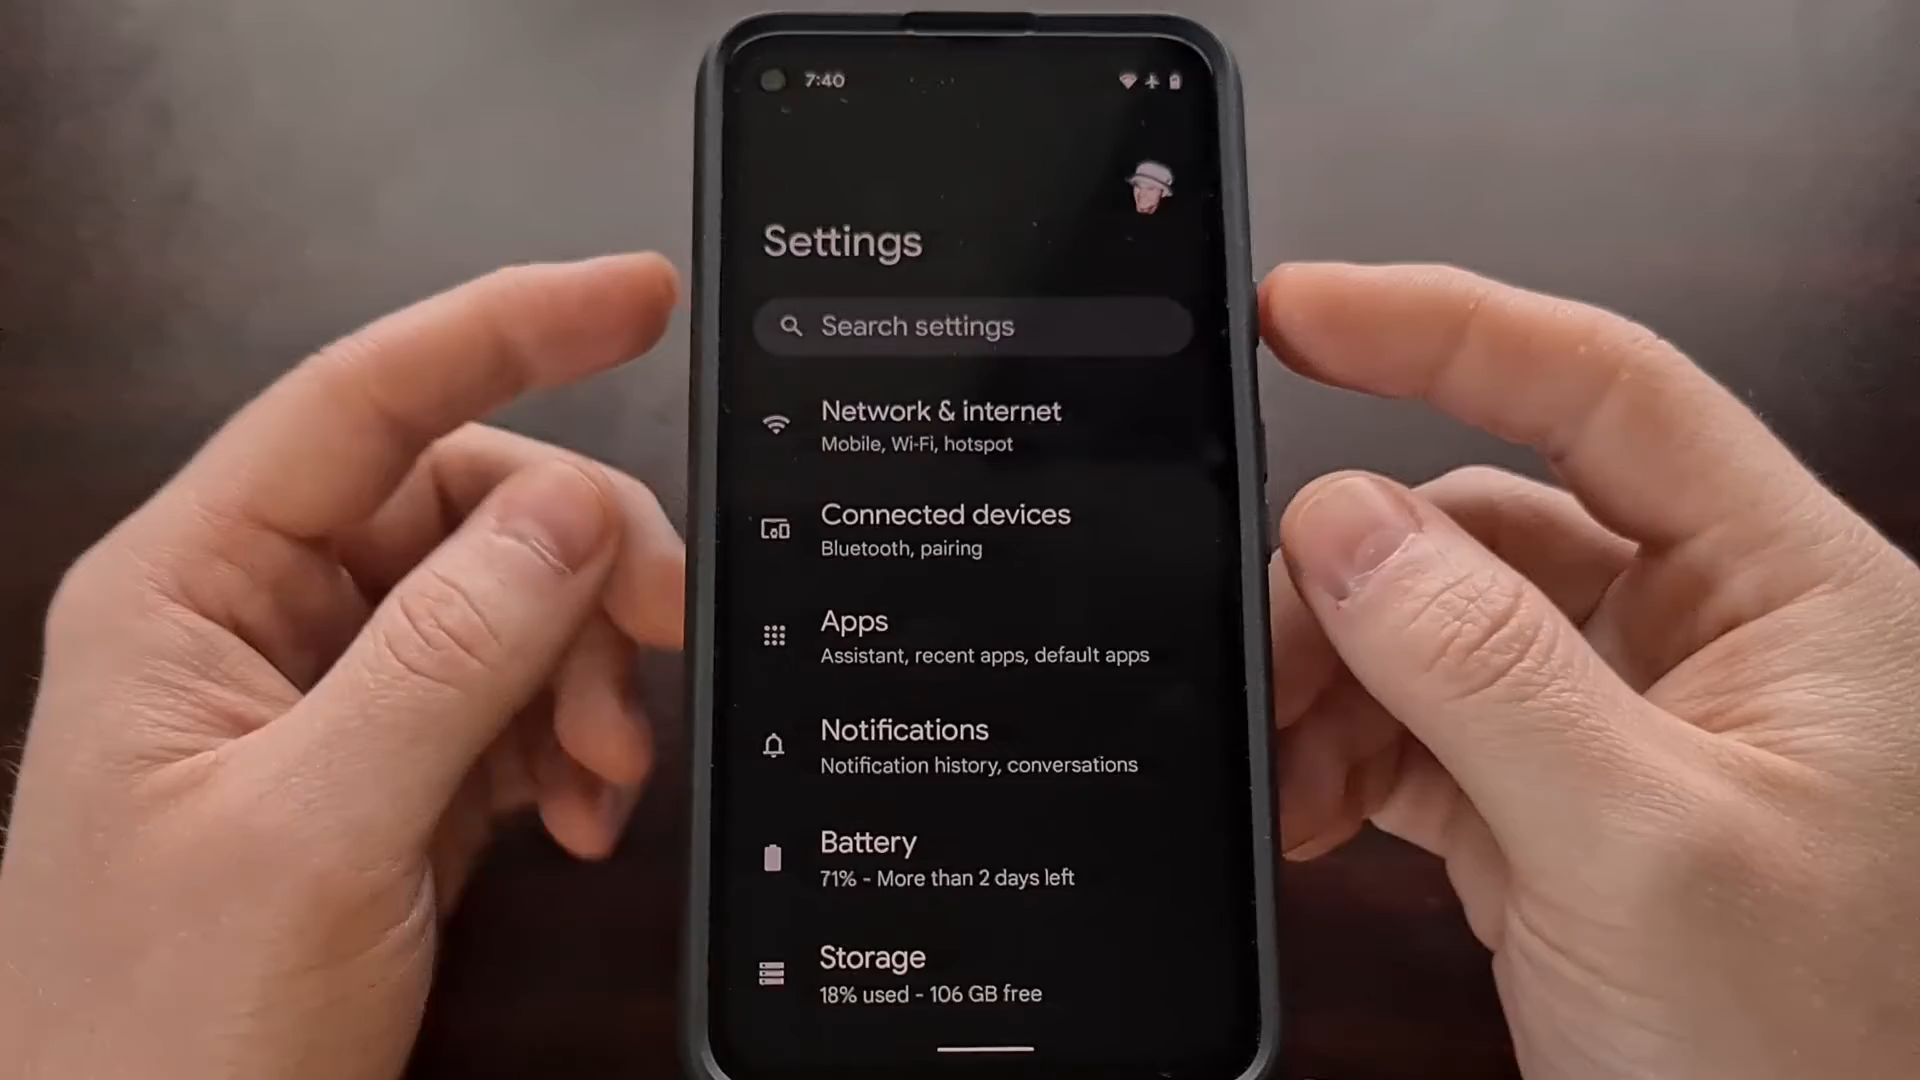 7:40
Settings
Search settings
Network & internet
Mobile, Wi-Fi, hotspot
Connected devices
Bluetooth, pairing
Apps
Assistant, recent apps, default apps
Notifications
Notification history, conversations
Battery
71% - More than 2 days left
Storage
18% used - 106 GB free